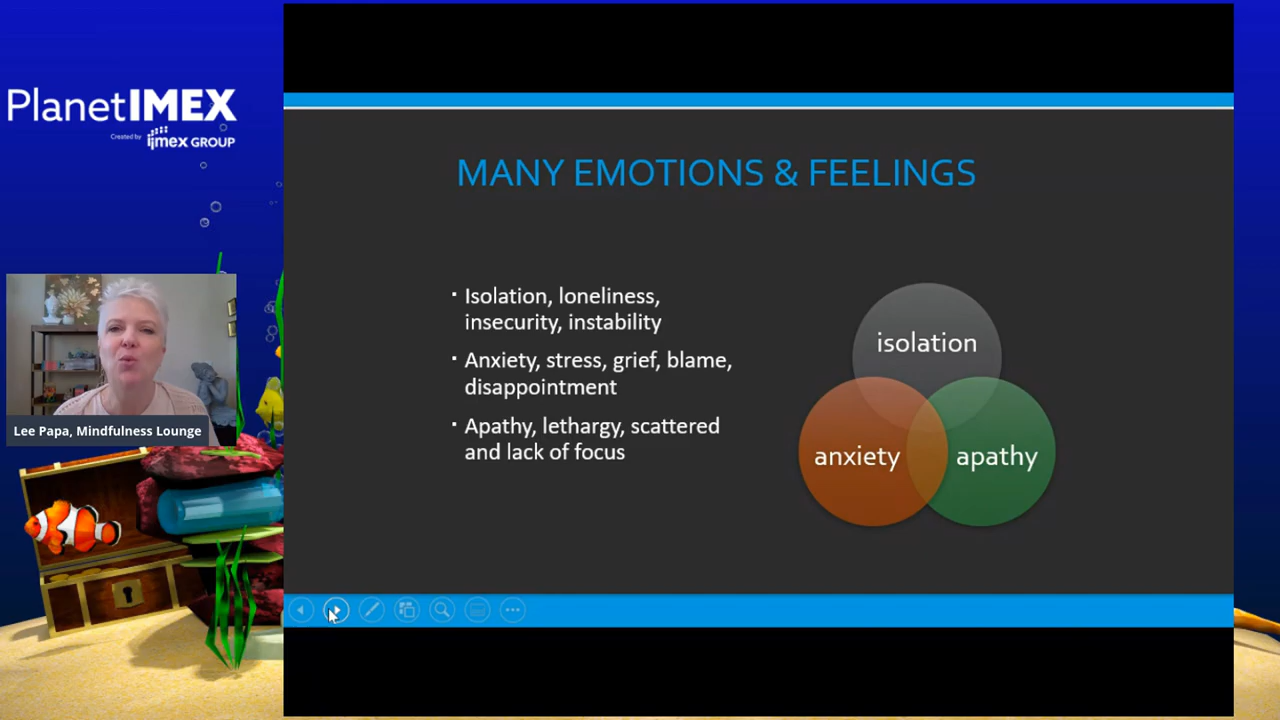 PlanetIMEX
Created by
imex GROUP
MANY EMOTIONS & FEELINGS
▪ Isolation, loneliness,
insecurity, instability
▪ Anxiety, stress, grief, blame,
disappointment
▪ Apathy, lethargy, scattered
and lack of focus
isolation
anxiety
apathy
Lee Papa, Mindfulness Lounge